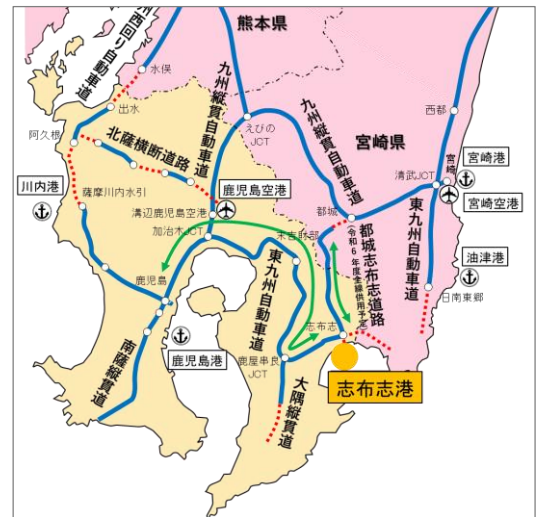 熊本県
州西回り自動車道
水俣
九州縦貫自動車道
九州縦貫自動車道
宮崎県
出水
阿久根
北薩横断道路
えびの
JCT
西都
宮崎
宮崎港
清武JCT
宮崎空港
川内港
薩摩川内水引
鹿児島空港
溝辺鹿児島空港
加治木JCT
都城
末吉財部
都城志布志道路
(令和6年度全線供用予定)
東九州自動車道
油津港
日南東郷
鹿児島
東九州自動車道
志布志
鹿児島港
鹿屋串良
JCT
南薩縦貫道
大隅縦貫道
志布志港